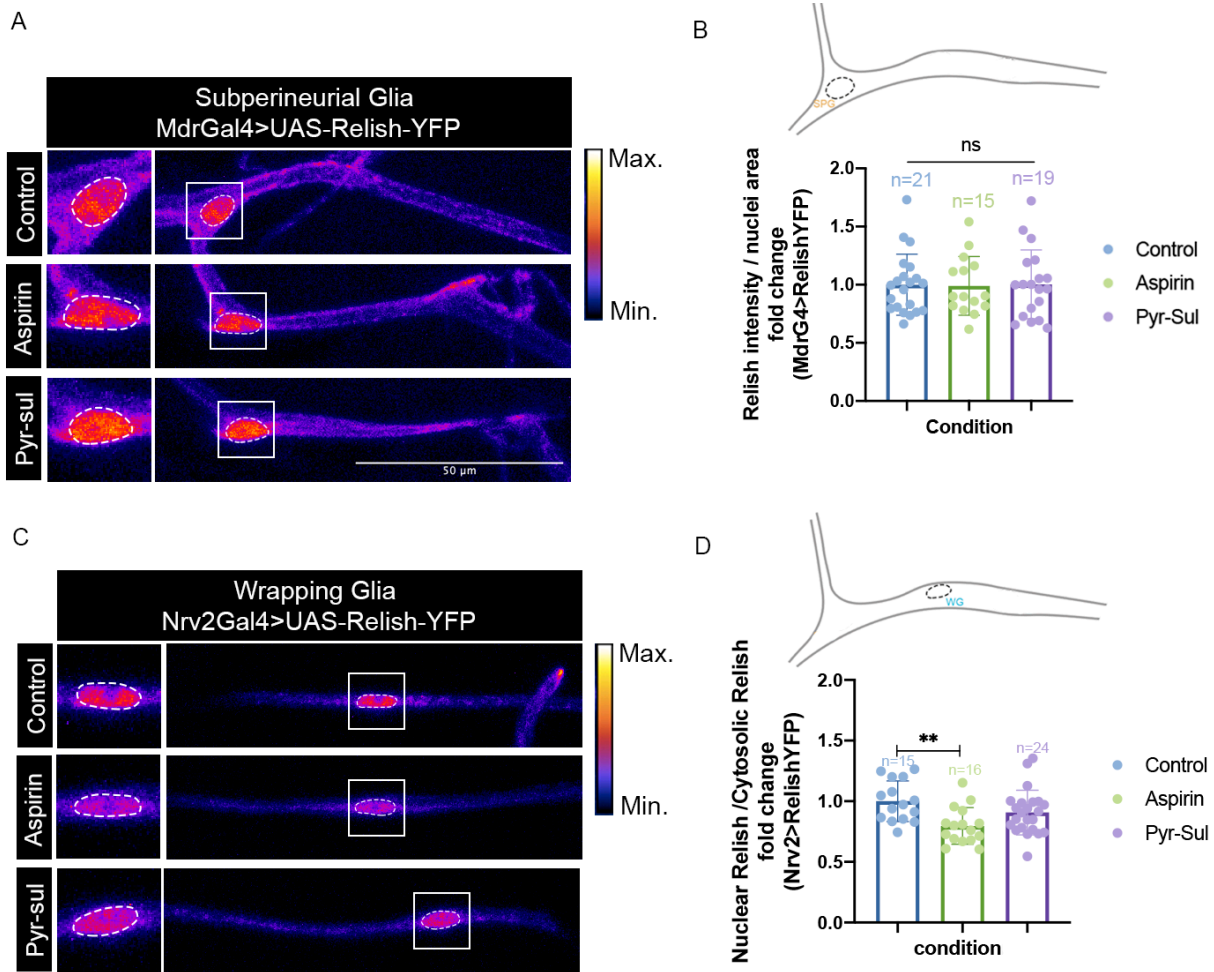 A
Subperineurial Glia
MdrGal4>UAS-Relish-YFP
Control
Aspirin
Pyr-sul
Max.
Min.
50 µm
B
SPG
Relish intensity / nuclei area
fold change
(MdrG4>RelishYFP)
2.0
1.5
1.0
0.5
0.0
ns
n=21
n=15
n=19
Condition
Control
Aspirin
Pyr-Sul
C
Wrapping Glia
Nrv2Gal4>UAS-Relish-YFP
Control
Aspirin
Pyr-sul
Max.
Min.
D
WG
Nuclear Relish /Cytosolic Relish
fold change
(Nrv2>RelishYFP)
2.0
1.5
1.0
0.5
0.0
**
n=15
n=16
n=24
condition
Control
Aspirin
Pyr-Sul